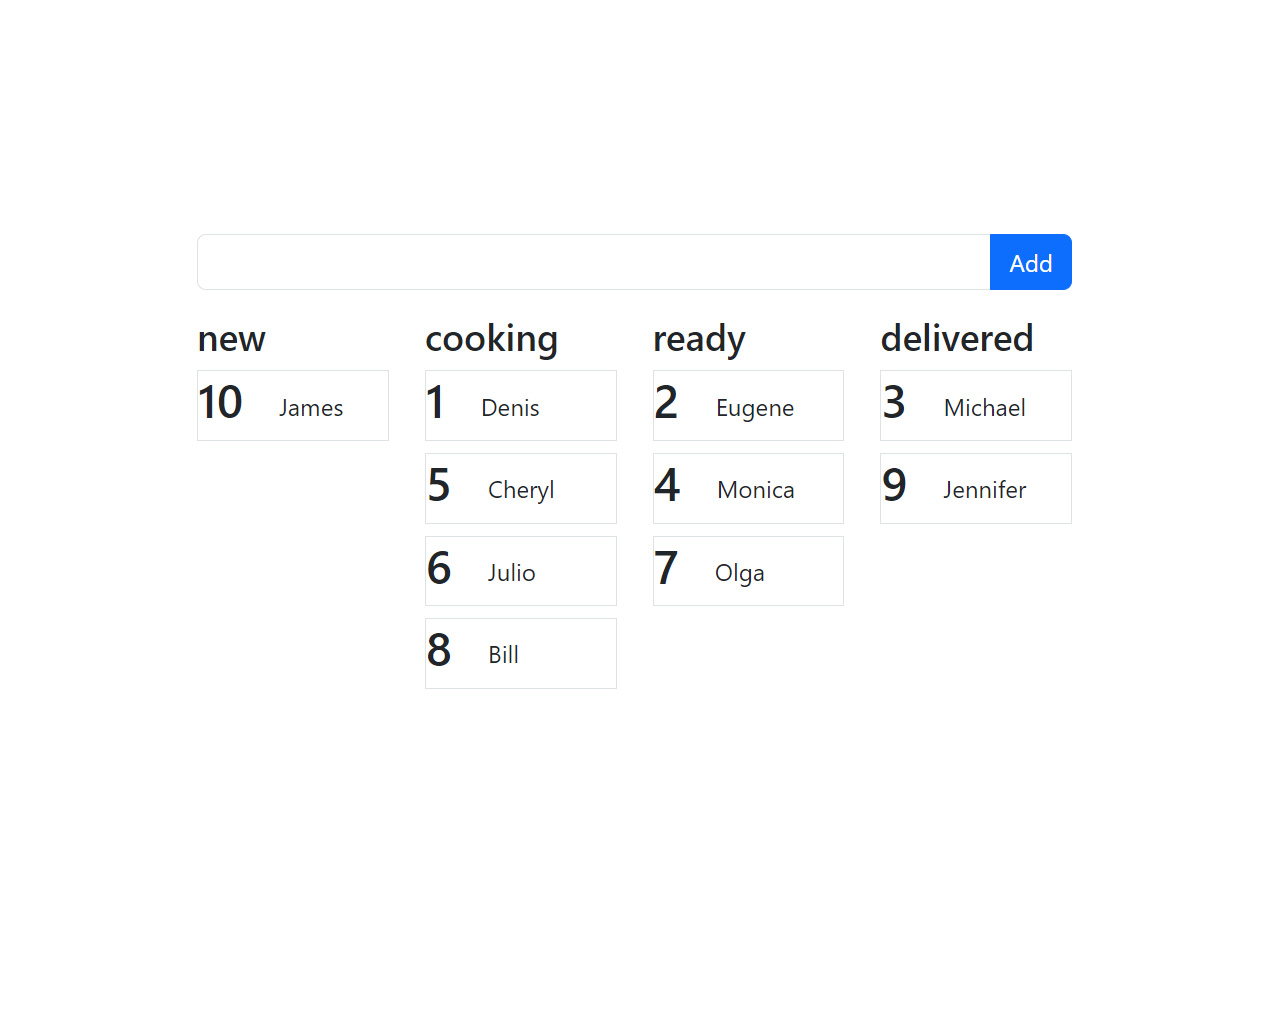 Add
new cooking ready delivered
10 James 1 Denis 2 Eugene 3 Michael
5 Cheryl 4 Monica 9 Jennifer
6 Julio 7 Olga
8 Bill